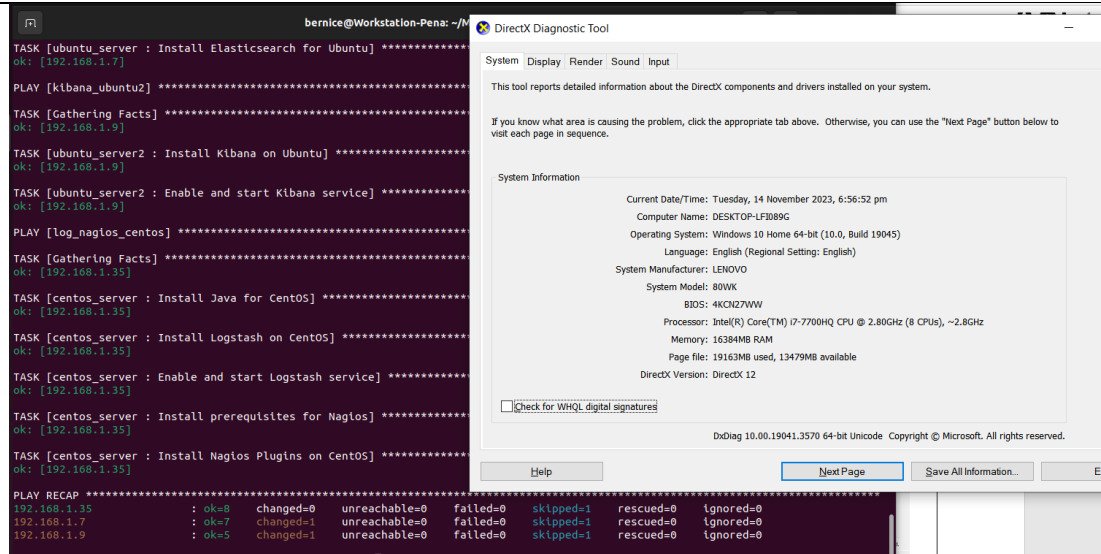 bernice@Workstation-Pena: ~/M
TASK [ubuntu_server : Install Elasticsearch for Ubuntu] ****************
ok: [192.168.1.7]
PLAY [kibana_ubuntu2] **************************************************
TASK [Gathering Facts] *************************************************
ok: [192.168.1.9]
TASK [ubuntu_server2 : Install Kibana on Ubuntu] ***********************
ok: [192.168.1.9]
TASK [ubuntu_server2 : Enable and start Kibana service] ****************
ok: [192.168.1.9]
PLAY [log_nagios_centos] ***********************************************
TASK [Gathering Facts] *************************************************
ok: [192.168.1.35]
TASK [centos_server : Install Java for CentOS] *************************
ok: [192.168.1.35]
TASK [centos_server : Install Logstash on CentOS] **********************
ok: [192.168.1.35]
TASK [centos_server : Enable and start Logstash service] ***************
ok: [192.168.1.35]
TASK [centos_server : Install prerequisites for Nagios] ****************
ok: [192.168.1.35]
TASK [centos_server : Install Nagios Plugins on CentOS] ****************
ok: [192.168.1.35]
PLAY RECAP *************************************************************
192.168.1.35 : ok=8 changed=0 unreachable=0 failed=0 skipped=1 rescued=0 ignored=0
192.168.1.7 : ok=7 changed=1 unreachable=0 failed=0 skipped=1 rescued=0 ignored=0
192.168.1.9 : ok=5 changed=1 unreachable=0 failed=0 skipped=1 rescued=0 ignored=0
DirectX Diagnostic Tool
System Display Render Sound Input
This tool reports detailed information about the DirectX components and drivers installed on your system.
If you know what area is causing the problem, click the appropriate tab above. Otherwise, you can use the "Next Page" button below to
visit each page in sequence.
System Information
Current Date/Time: Tuesday, 14 November 2023, 6:56:52 pm
Computer Name: DESKTOP-LFI089G
Operating System: Windows 10 Home 64-bit (10.0, Build 19045)
Language: English (Regional Setting: English)
System Manufacturer: LENOVO
System Model: 80WK
BIOS: 4KCN27WW
Processor: Intel(R) Core(TM) i7-7700HQ CPU @ 2.80GHz (8 CPUs), ~2.8GHz
Memory: 16384MB RAM
Page file: 19163MB used, 13479MB available
DirectX Version: DirectX 12
Check for WHQL digital signatures
DxDiag 10.00.19041.3570 64-bit Unicode Copyright © Microsoft. All rights reserved.
Help Next Page Save All Information... E